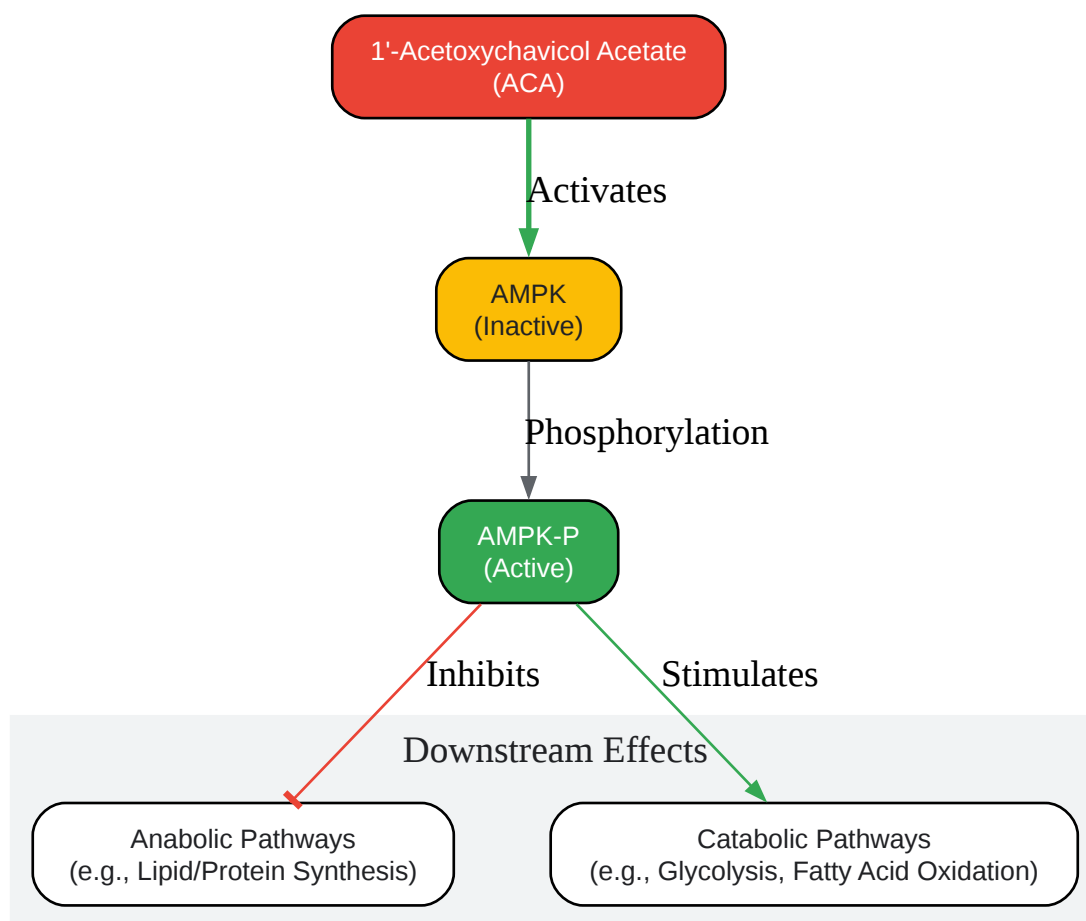 1'-Acetoxychavicol Acetate
(ACA)
Activates
AMPK
(Inactive)
Phosphorylation
AMPK-P
(Active)
Inhibits
Stimulates
Downstream Effects
Anabolic Pathways
(e.g., Lipid/Protein Synthesis)
Catabolic Pathways
(e.g., Glycolysis, Fatty Acid Oxidation)